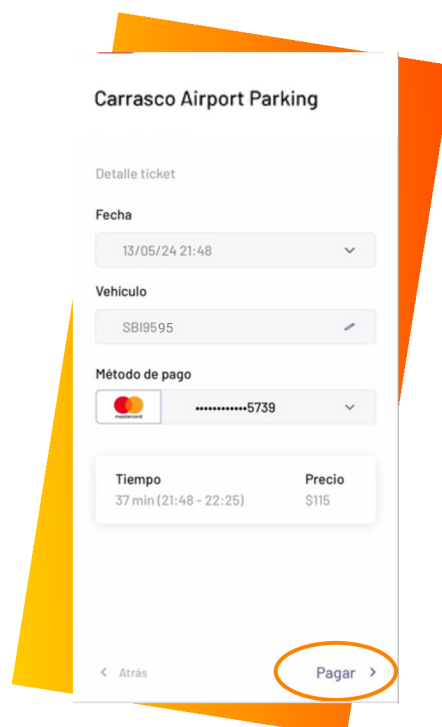 Carrasco Airport Parking
Detalle ticket
Fecha
13/05/24 21:48
Vehículo
SBI9595
Método de pago
mastercard ••••••••••••5739
Tiempo Precio
37 min (21:48 - 22:25) $115
Atrás Pagar